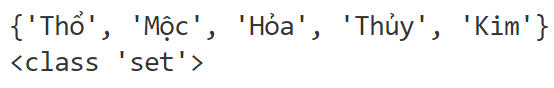 {'Thổ', 'Mộc', 'Hỏa', 'Thủy', 'Kim'}
<class 'set'>